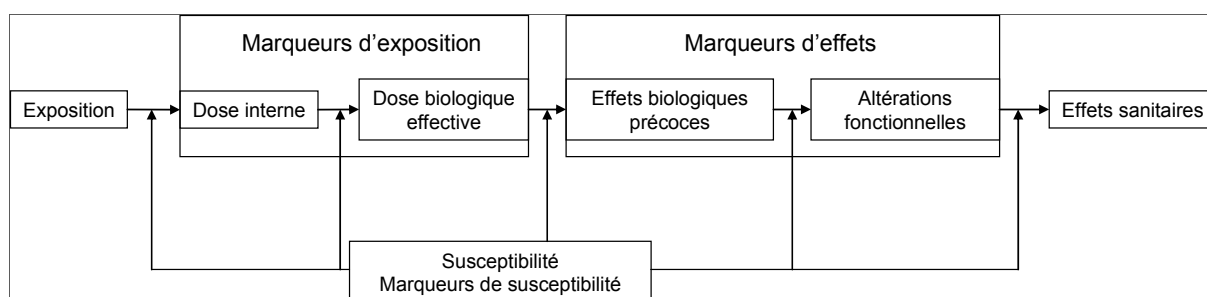 Marqueurs d'exposition
Marqueurs d'effets
Exposition
Dose interne
Dose biologique
effective
Effets biologiques
précoces
Altérations
fonctionnelles
Effets sanitaires
Susceptibilité
Marqueurs de susceptibilité